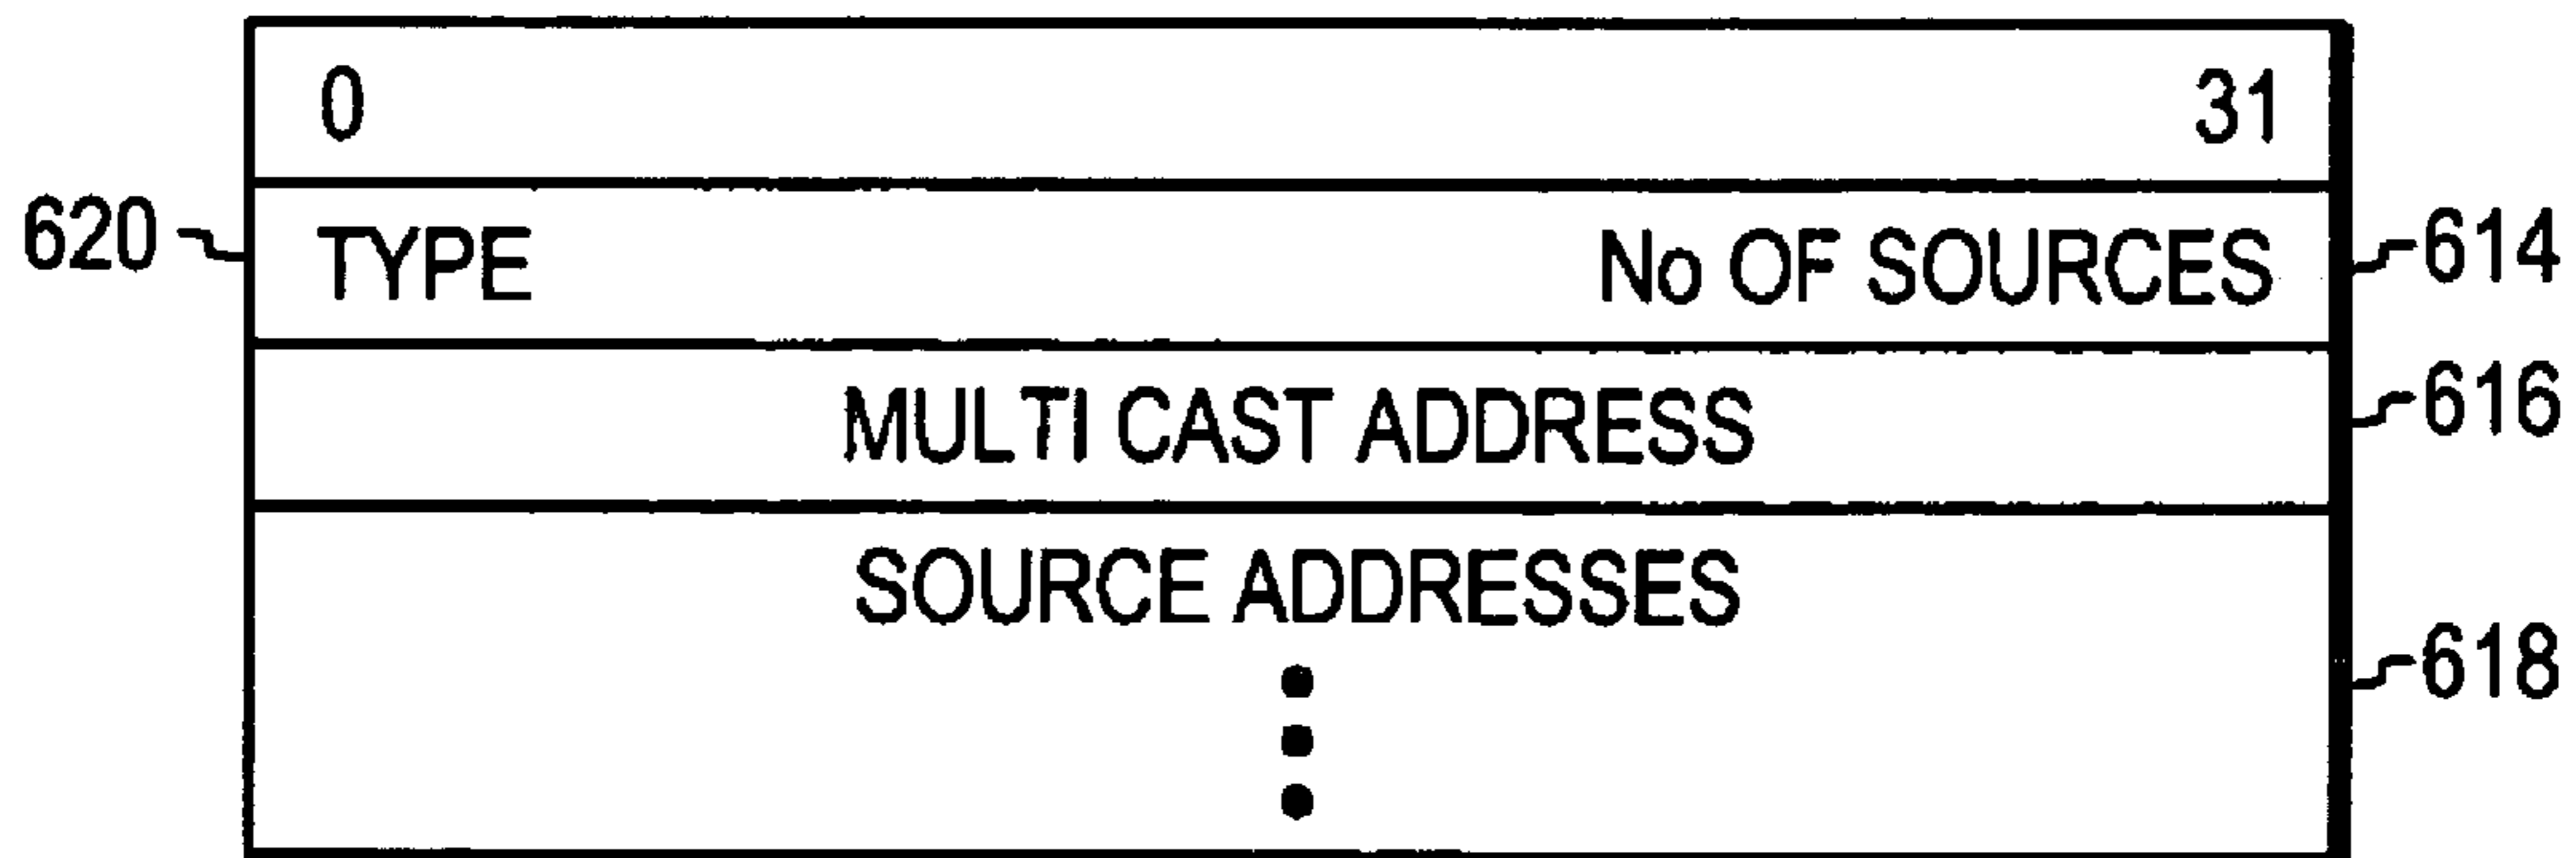 0 31
620 TYPE No OF SOURCES 614
MULTI CAST ADDRESS 616
SOURCE ADDRESSES
618